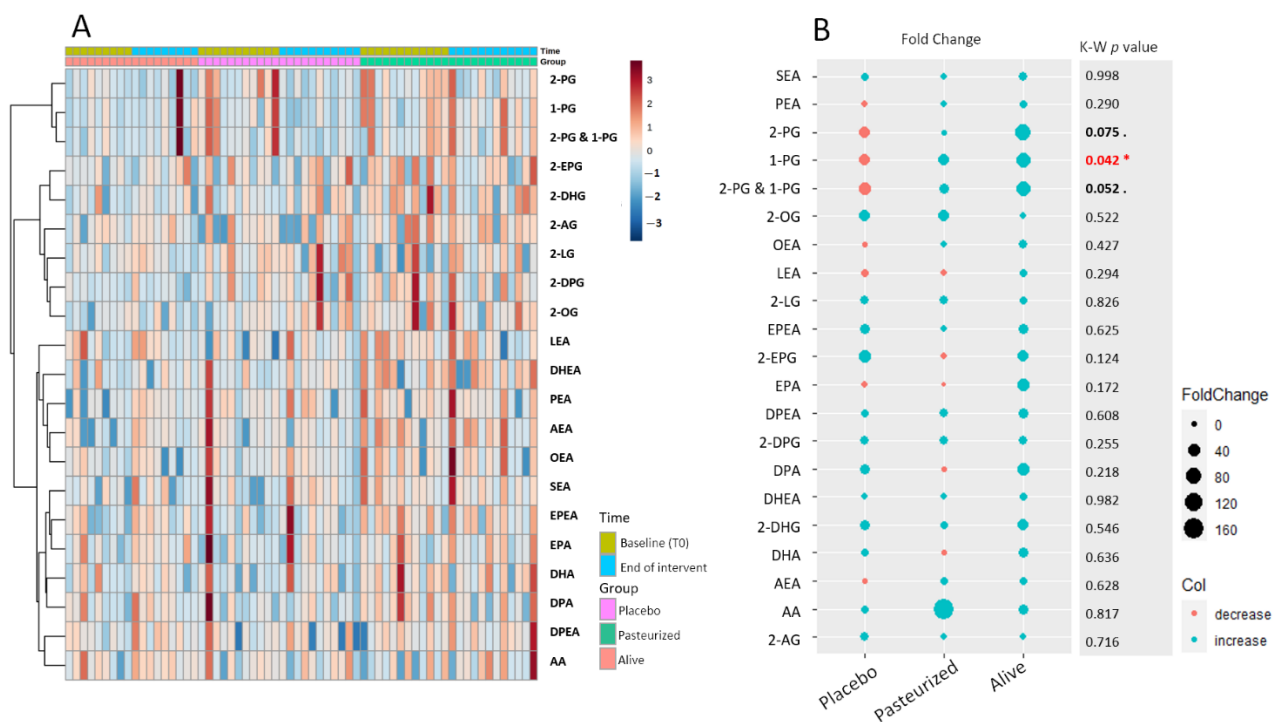 A
Time
Group
2-PG
1-PG
2-PG & 1-PG
2-EPG
2-DHG
2-AG
2-LG
2-DPG
2-OG
LEA
DHEA
PEA
AEA
OEA
SEA
EPEA
EPA
DHA
DPA
DPEA
AA
3
2
1
0
−1
−2
−3
Time
Baseline (T0)
End of intervent
Group
Placebo
Pasteurized
Alive
B
Fold Change
K-W p value
SEA 0.998
PEA 0.290
2-PG 0.075 .
1-PG 0.042 *
2-PG & 1-PG 0.052 .
2-OG 0.522
OEA 0.427
LEA 0.294
2-LG 0.826
EPEA 0.625
2-EPG 0.124
EPA 0.172
DPEA 0.608
2-DPG 0.255
DPA 0.218
DHEA 0.982
2-DHG 0.546
DHA 0.636
AEA 0.628
AA 0.817
2-AG 0.716
Placebo
Pasteurized
Alive
FoldChange
0
40
80
120
160
Col
decrease
increase